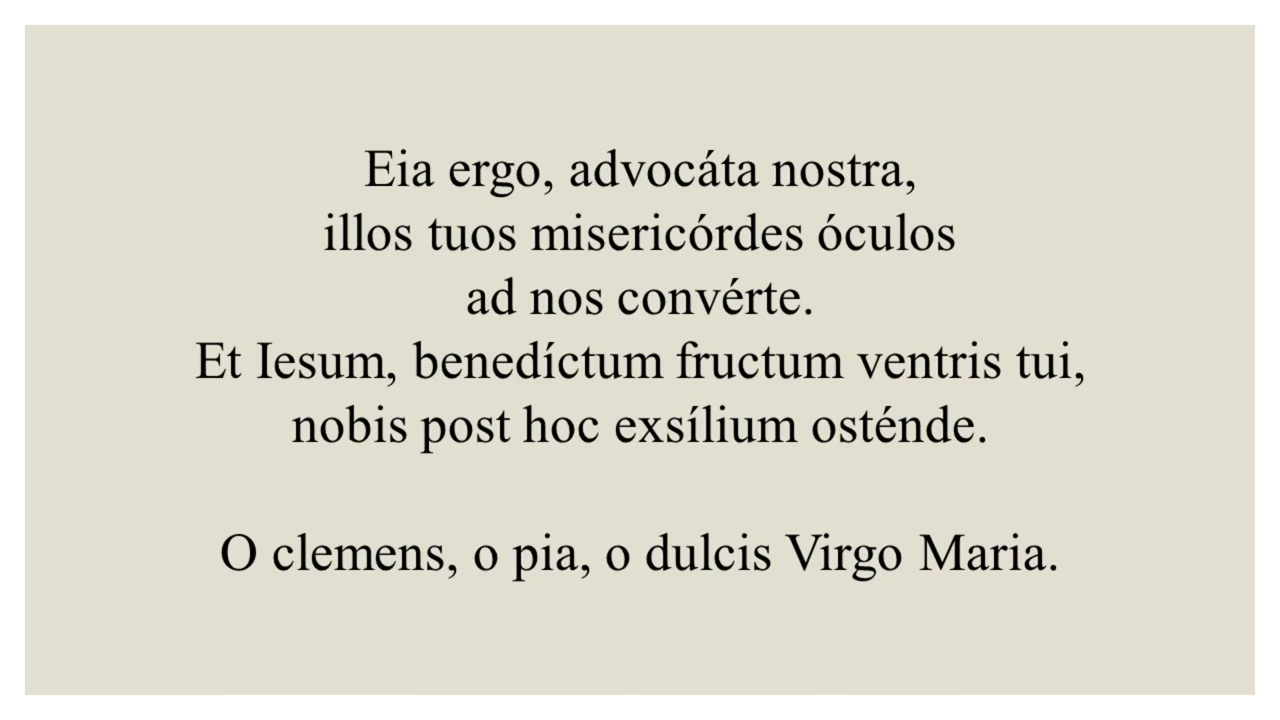 Eia ergo, advocáta nostra,
illos tuos misericórdes óculos
ad nos convérte.
Et Iesum, benedíctum fructum ventris tui,
nobis post hoc exsílium osténde.
O clemens, o pia, o dulcis Virgo Maria.